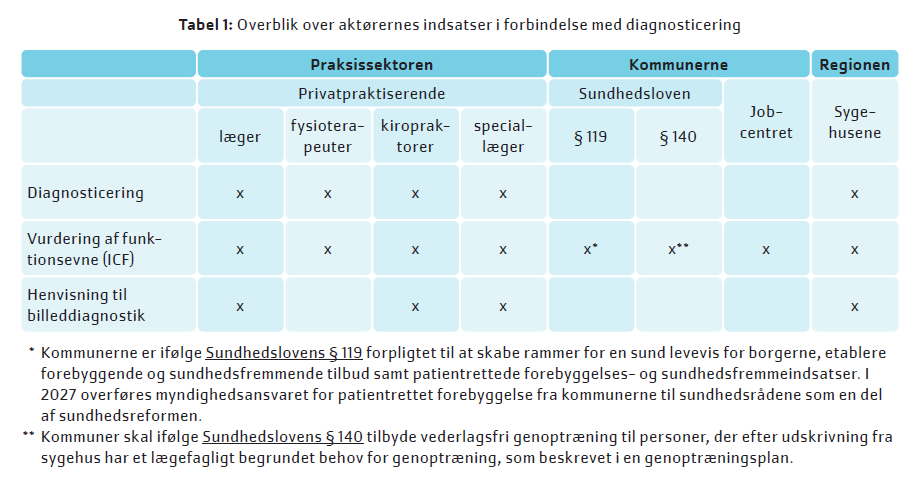 Tabel 1: Overblik over aktørernes indsatser i forbindelse med diagnosticering
Praksissektoren Kommunerne Regionen
Privatpraktiserende Sundhedsloven
læger fysiotera-
peuter kiroprak-
torer special-
læger § 119 § 140 Job-
centret Syge-
husene
Diagnosticering x x x x x
Vurdering af funk-
tionsevne (ICF) x x x x x* x** x x
Henvisning til
billeddiagnostik x x x x
* Kommunerne er ifølge Sundhedslovens § 119 forpligtet til at skabe rammer for en sund levevis for borgerne, etablere
forebyggende og sundhedsfremmende tilbud samt patientrettede forebyggelses- og sundhedsfremmeindsatser. I
2027 overføres myndighedsansvaret for patientrettet forebyggelse fra kommunerne til sundhedsrådene som en del
af sundhedsreformen.
** Kommuner skal ifølge Sundhedslovens § 140 tilbyde vederlagsfri genoptræning til personer, der efter udskrivning fra
sygehus har et lægefagligt begrundet behov for genoptræning, som beskrevet i en genoptræningsplan.